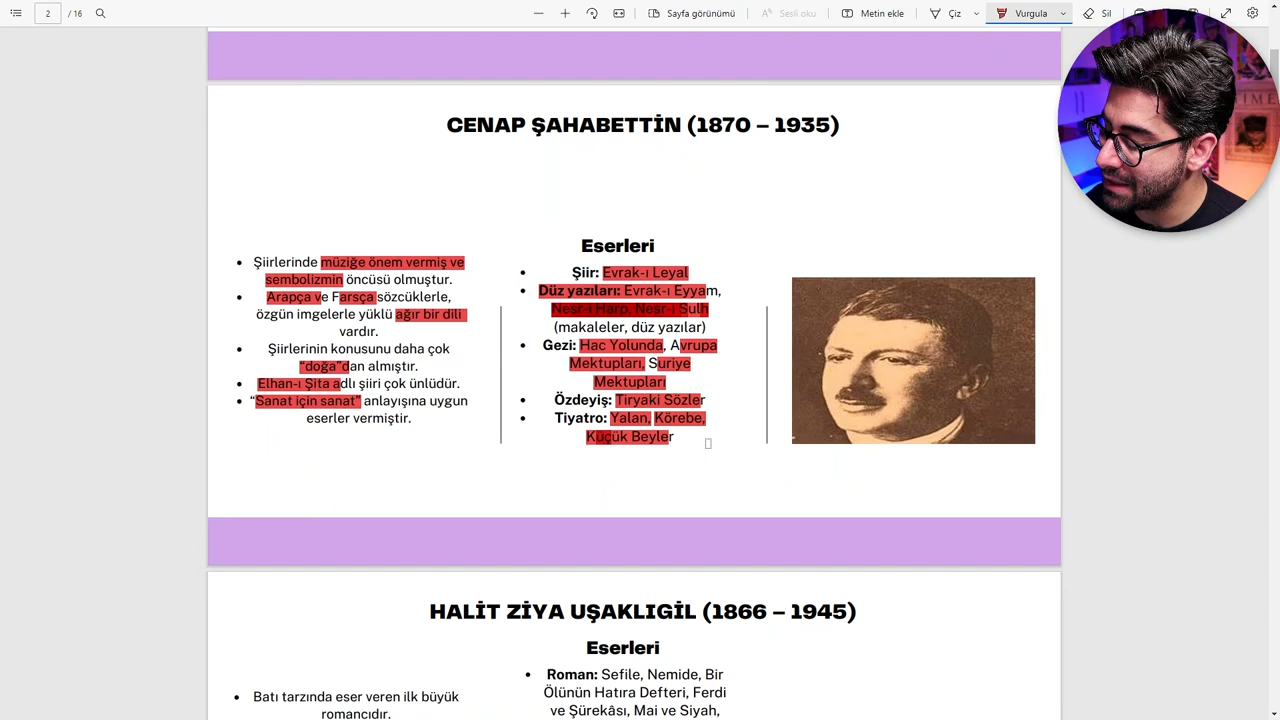 2 / 16 Sayfa görünümü Sesli oku Metin ekle Çiz Vurgula Sil
TIME
CENAP ŞAHABETTİN (1870 – 1935)
• Şiirlerinde müziğe önem vermiş ve
sembolizmin öncüsü olmuştur.
• Arapça ve Farsça sözcüklerle,
özgün imgelerle yüklü ağır bir dili
vardır.
• Şiirlerinin konusunu daha çok
“doğa”dan almıştır.
• Elhan-ı Şita adlı şiiri çok ünlüdür.
• “Sanat için sanat” anlayışına uygun
eserler vermiştir.
Eserleri
• Şiir: Evrak-ı Leyal
• Düz yazıları: Evrak-ı Eyyam,
Nesr-i Harp, Nesr-i Sulh
(makaleler, düz yazılar)
• Gezi: Hac Yolunda, Avrupa
Mektupları, Suriye
Mektupları
• Özdeyiş: Tiryaki Sözler
• Tiyatro: Yalan, Körebe,
Küçük Beyler
HALİT ZİYA UŞAKLIGİL (1866 – 1945)
• Batı tarzında eser veren ilk büyük
romancıdır.
Eserleri
• Roman: Sefile, Nemide, Bir
Ölünün Hatıra Defteri, Ferdi
ve Şürekâsı, Mai ve Siyah,